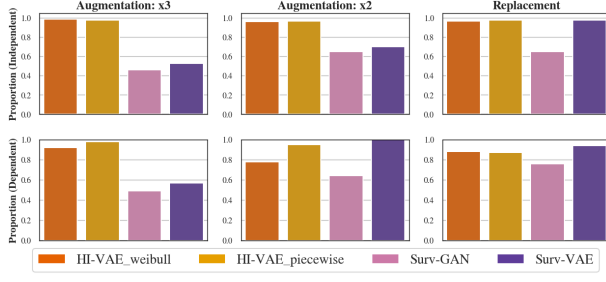 Augmentation: x3 Augmentation: x2 Replacement
Proportion (Independent)
1.0 1.0 1.0
0.8 0.8 0.8
0.6 0.6 0.6
0.4 0.4 0.4
0.2 0.2 0.2
0.0 0.0 0.0
Proportion (Dependent)
1.0 1.0 1.0
0.8 0.8 0.8
0.6 0.6 0.6
0.4 0.4 0.4
0.2 0.2 0.2
0.0 0.0 0.0
HI-VAE_weibull HI-VAE_piecewise Surv-GAN Surv-VAE